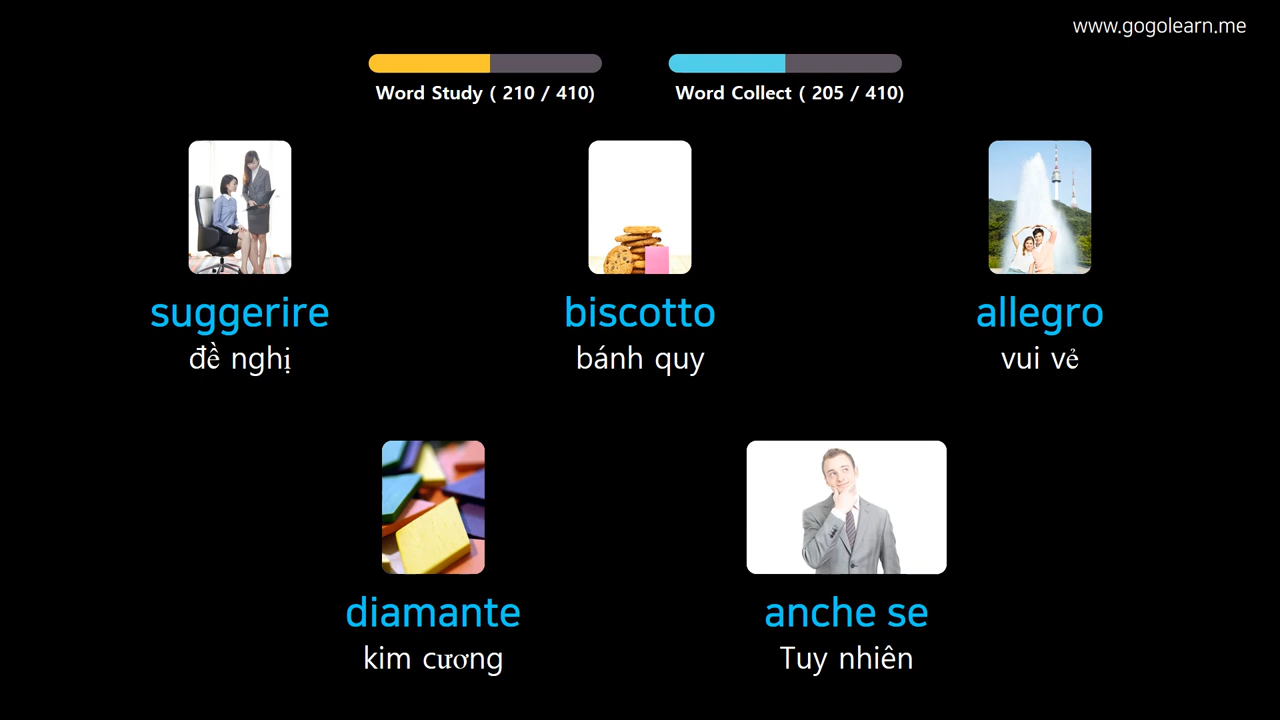 www.gogolearn.me
Word Study ( 210 / 410)
Word Collect ( 205 / 410)
suggerire
đề nghị
biscotto
bánh quy
allegro
vui vẻ
diamante
kim cương
anche se
Tuy nhiên